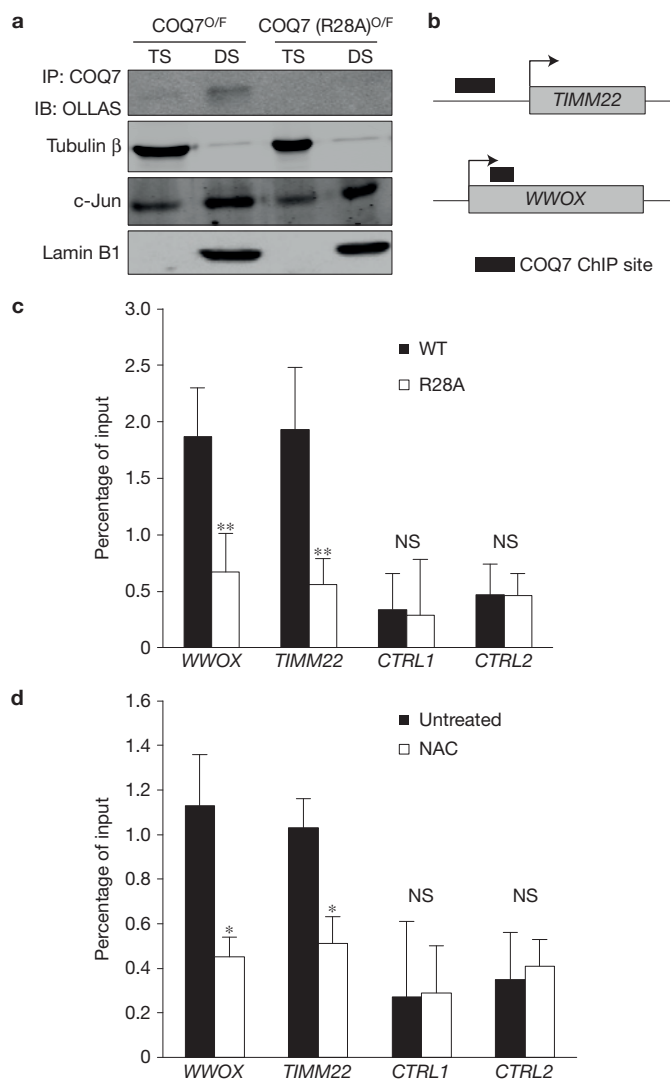 a
COQ7O/F COQ7 (R28A)O/F
TS DS TS DS
IP: COQ7
IB: OLLAS
Tubulin β
c-Jun
Lamin B1
b
TIMM22
WWOX
COQ7 ChIP site
c
Percentage of input
3.0
2.5
2.0
1.5
1.0
0.5
0
WT
R28A
** ** NS NS
WWOX TIMM22 CTRL1 CTRL2
d
Percentage of input
1.6
1.4
1.2
1.0
0.8
0.6
0.4
0.2
0
Untreated
NAC
* * NS NS
WWOX TIMM22 CTRL1 CTRL2